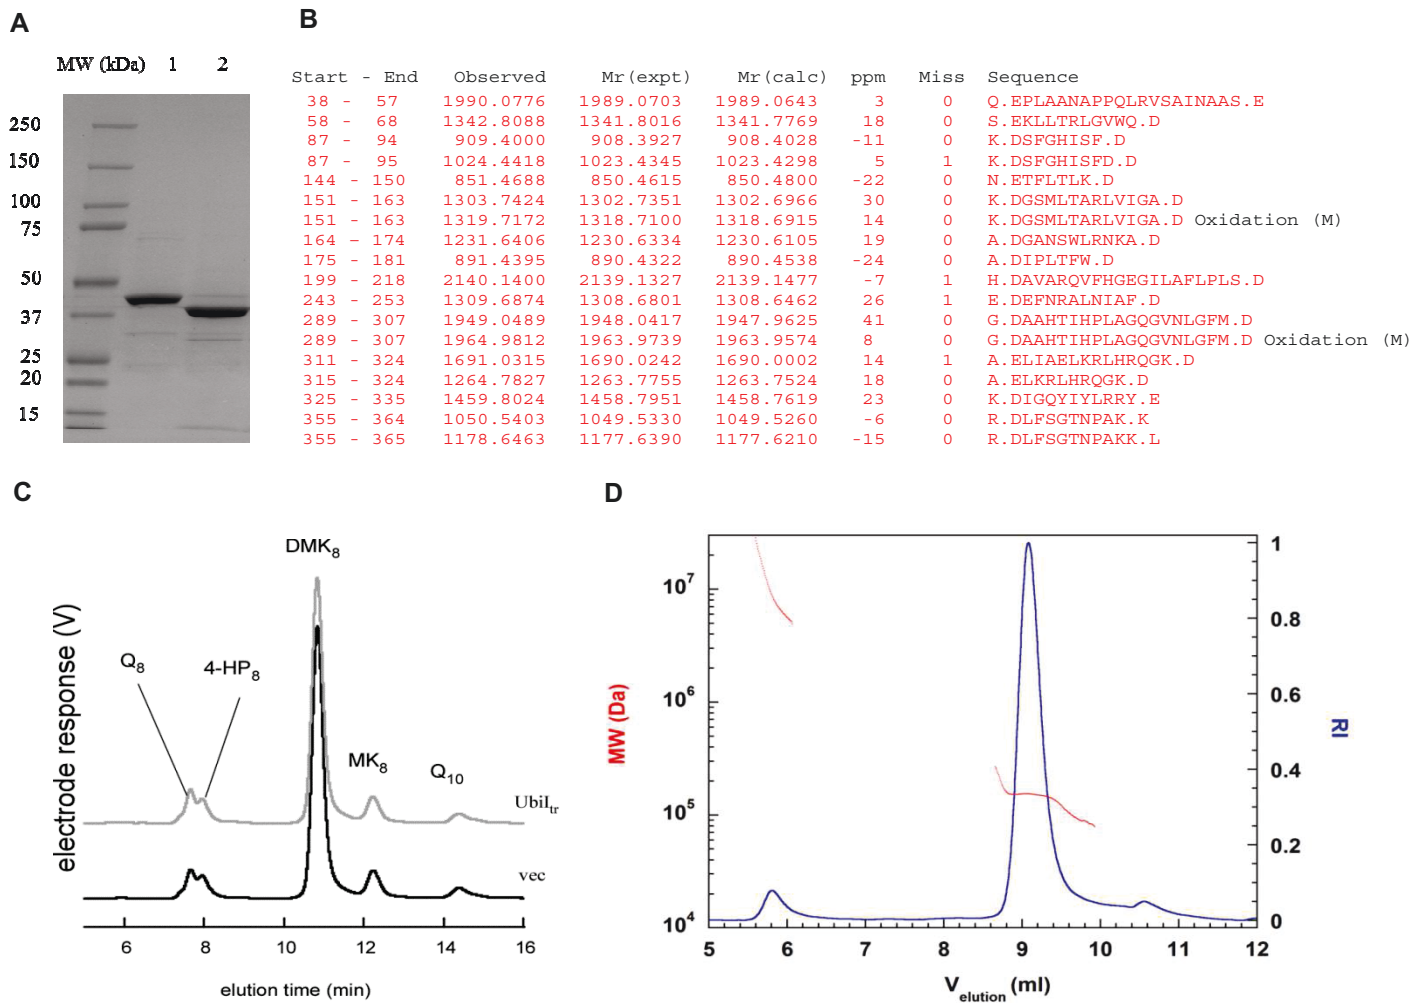 A
MW (kDa) 1 2
250
150
100
75
50
37
25
20
15
B
Start - End Observed Mr(expt) Mr(calc) ppm Miss Sequence
38 - 57 1990.0776 1989.0703 1989.0643 3 0 Q.EPLAANAPPQLRVSAINAAS.E
58 - 68 1342.8088 1341.8016 1341.7769 18 0 S.EKLLTRLGVWQ.D
87 - 94 909.4000 908.3927 908.4028 -11 0 K.DSFGHISF.D
87 - 95 1024.4418 1023.4345 1023.4298 5 1 K.DSFGHISFD.D
144 - 150 851.4688 850.4615 850.4800 -22 0 N.ETFLTLK.D
151 - 163 1303.7424 1302.7351 1302.6966 30 0 K.DGSMLTARLVIGA.D
151 - 163 1319.7172 1318.7100 1318.6915 14 0 K.DGSMLTARLVIGA.D Oxidation (M)
164 - 174 1231.6406 1230.6334 1230.6105 19 0 A.DGANSWLRNKA.D
175 - 181 891.4395 890.4322 890.4538 -24 0 A.DIPLTFW.D
199 - 218 2140.1400 2139.1327 2139.1477 -7 1 H.DAVARQVFHGEGILAFLPLS.D
243 - 253 1309.6874 1308.6801 1308.6462 26 1 E.DEFNRALNIAF.D
289 - 307 1949.0489 1948.0417 1947.9625 41 0 G.DAAHTIHPLAGQGVNLGFM.D
289 - 307 1964.9812 1963.9739 1963.9574 8 0 G.DAAHTIHPLAGQGVNLGFM.D Oxidation (M)
311 - 324 1691.0315 1690.0242 1690.0002 14 1 A.ELIAELKRLHRQGK.D
315 - 324 1264.7827 1263.7755 1263.7524 18 0 A.ELKRLHRQGK.D
325 - 335 1459.8024 1458.7951 1458.7619 23 0 K.DIGQYIYLRRY.E
355 - 364 1050.5403 1049.5330 1049.5260 -6 0 R.DLFSGTNPAK.K
355 - 365 1178.6463 1177.6390 1177.6210 -15 0 R.DLFSGTNPAKK.L
C
electrode response (V)
DMK8
Q8
4-HP8
MK8
Q10
UbiItr
vec
6 8 10 12 14 16
elution time (min)
D
MW (Da)
10^7
10^6
10^5
10^4
1
0.8
0.6
0.4
0.2
0
RI
5 6 7 8 9 10 11 12
Velution (ml)